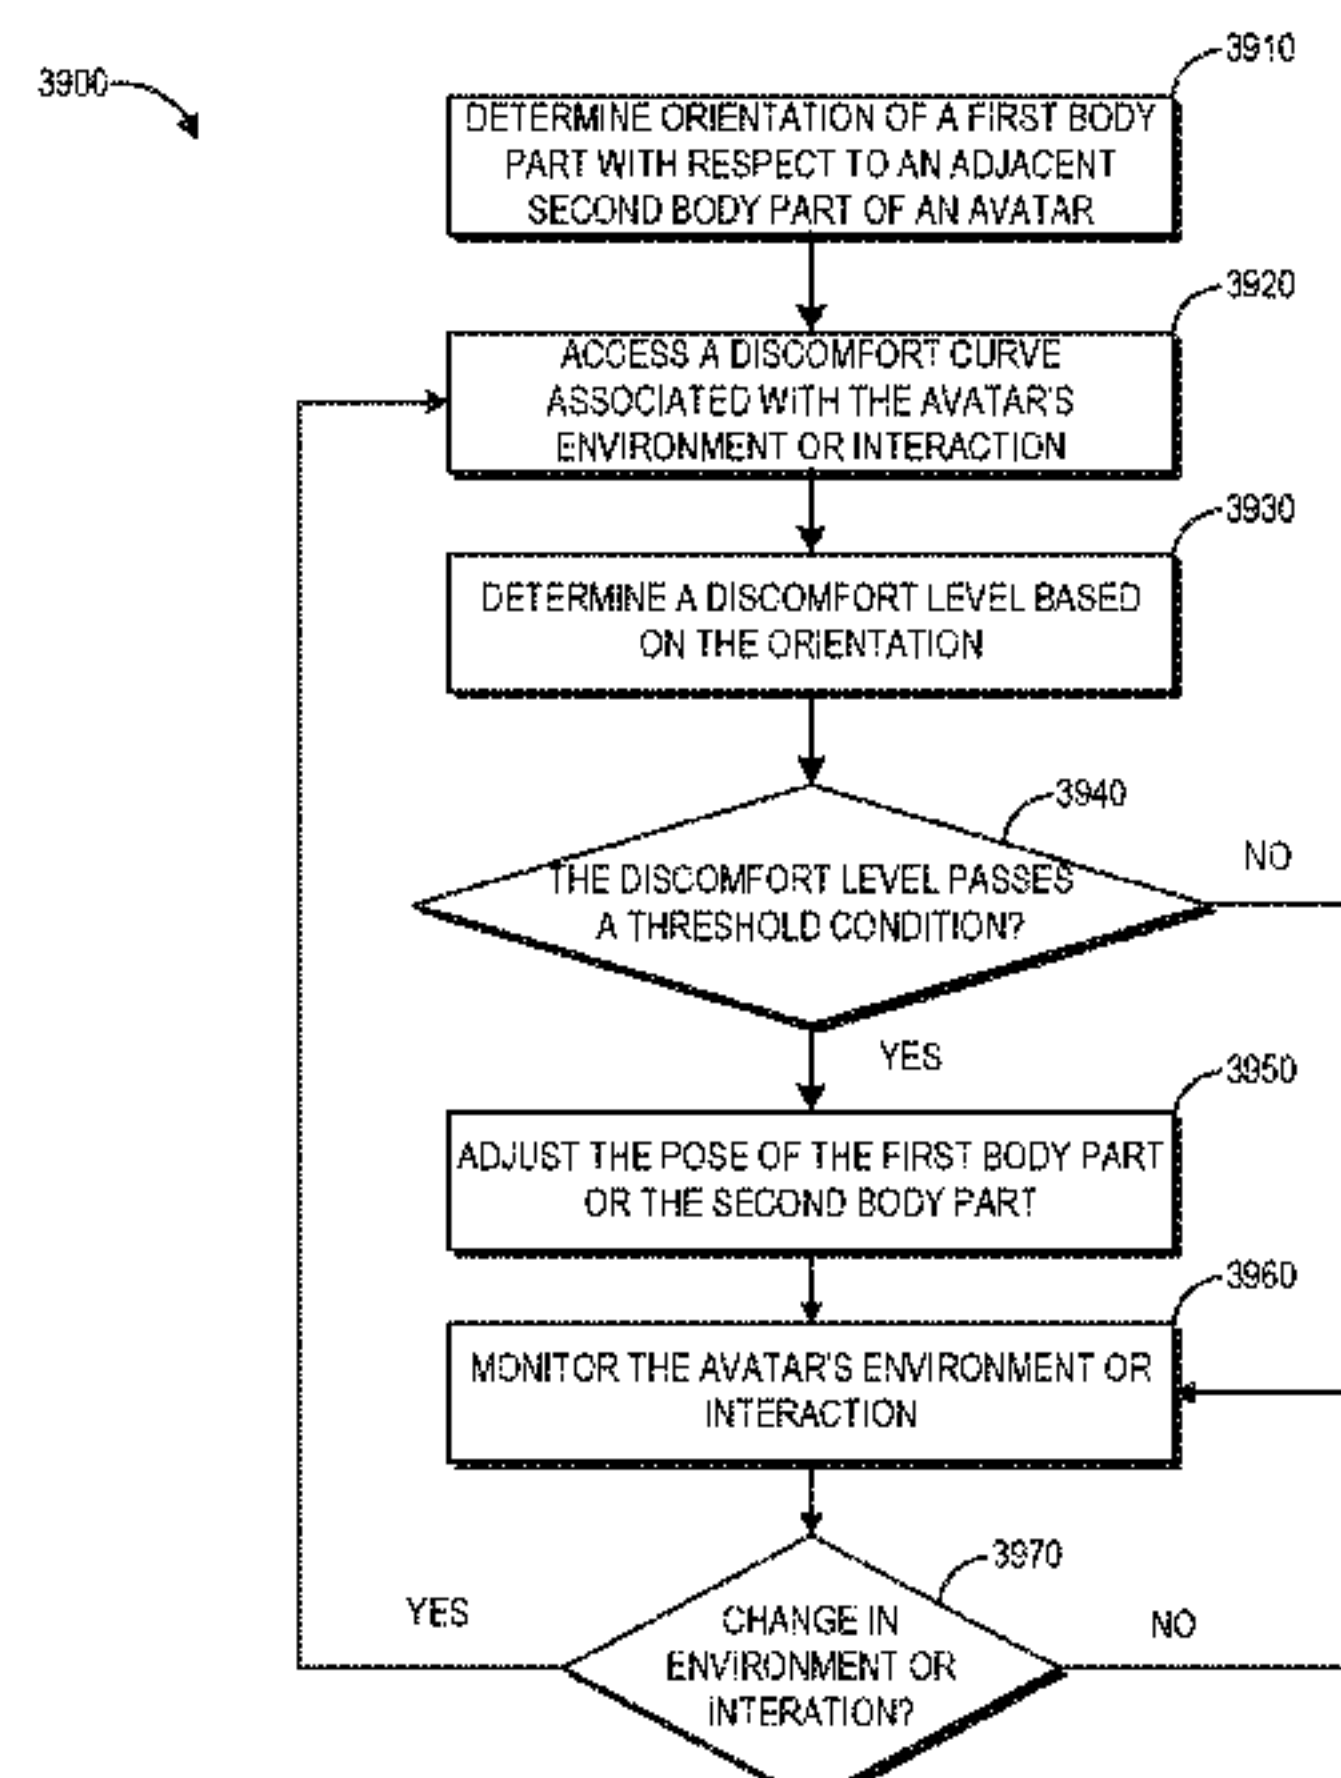 3900
3910
DETERMINE ORIENTATION OF A FIRST BODY
PART WITH RESPECT TO AN ADJACENT
SECOND BODY PART OF AN AVATAR
3920
ACCESS A DISCOMFORT CURVE
ASSOCIATED WITH THE AVATAR'S
ENVIRONMENT OR INTERACTION
3930
DETERMINE A DISCOMFORT LEVEL BASED
ON THE ORIENTATION
3940
THE DISCOMFORT LEVEL PASSES
A THRESHOLD CONDITION?
NO
YES
3950
ADJUST THE POSE OF THE FIRST BODY PART
OR THE SECOND BODY PART
3960
MONITOR THE AVATAR'S ENVIRONMENT OR
INTERACTION
3970
CHANGE IN
ENVIRONMENT OR
INTERATION?
YES
NO